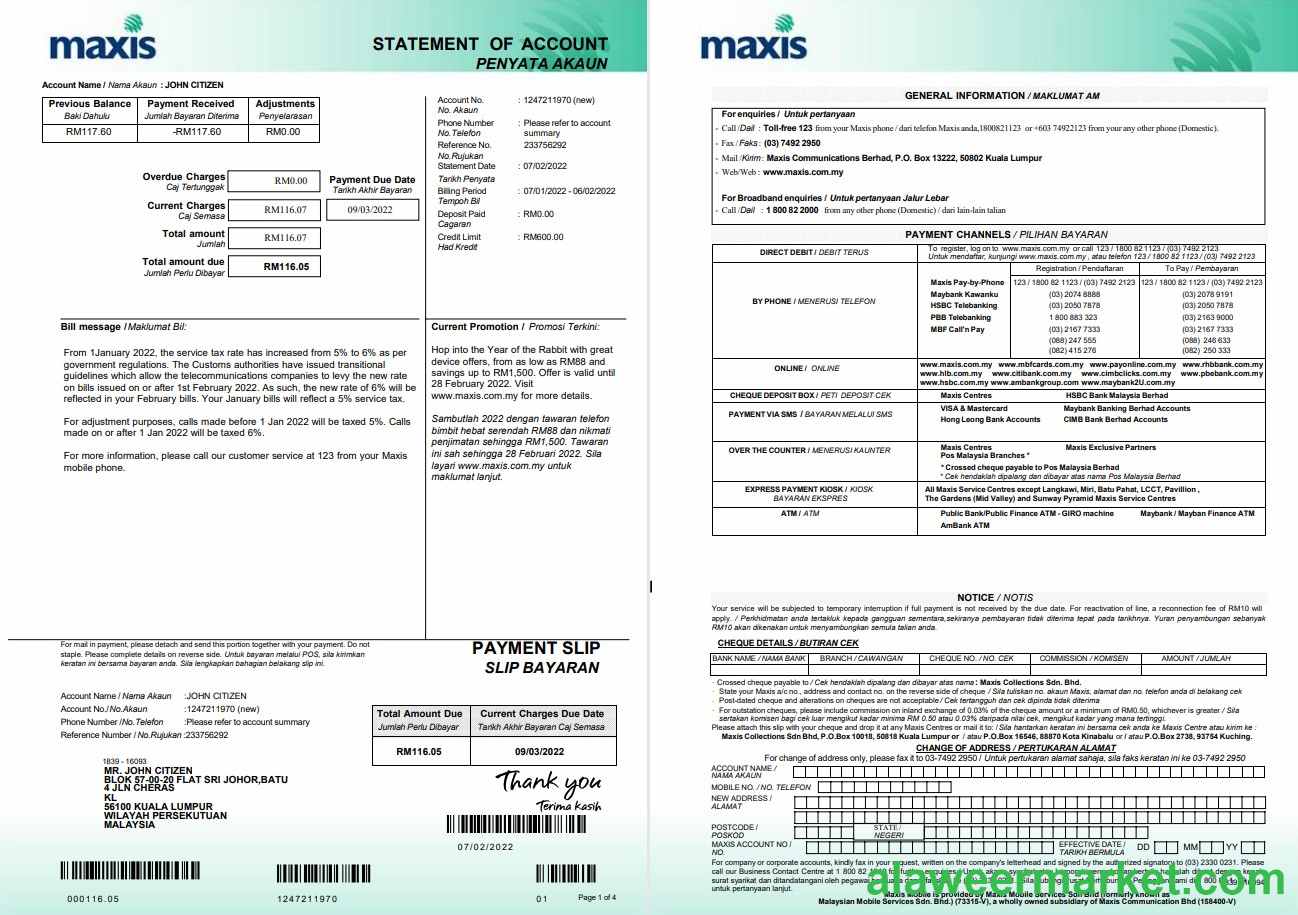 maxis
STATEMENT OF ACCOUNT
PENYATA AKAUN
Account Name / Nama Akaun : JOHN CITIZEN
Previous Balance Payment Received Adjustments
Baki Dahulu Jumlah Bayaran Diterima Penyelarasan
RM117.60 -RM117.60 RM0.00
Overdue Charges RM0.00
Caj Tertunggak
Payment Due Date
Tarikh Akhir Bayaran
Current Charges RM116.07 09/03/2022
Caj Semasa
Total amount RM116.07
Jumlah
Total amount due RM116.05
Jumlah Perlu Dibayar
Account No. : 1247211970 (new)
No. Akaun
Phone Number : Please refer to account
No.Telefon summary
Reference No. 233756292
No.Rujukan
Statement Date : 07/02/2022
Tarikh Penyata
Billing Period : 07/01/2022 - 06/02/2022
Tempoh Bil
Deposit Paid : RM0.00
Cagaran
Credit Limit : RM600.00
Had Kredit
Bill message /Maklumat Bil:
From 1January 2022, the service tax rate has increased from 5% to 6% as per
government regulations. The Customs authorities have issued transitional
guidelines which allow the telecommunications companies to levy the new rate
on bills issued on or after 1st February 2022. As such, the new rate of 6% will be
reflected in your February bills. Your January bills will reflect a 5% service tax.
For adjustment purposes, calls made before 1 Jan 2022 will be taxed 5%. Calls
made on or after 1 Jan 2022 will be taxed 6%.
For more information, please call our customer service at 123 from your Maxis
mobile phone.
Current Promotion / Promosi Terkini:
Hop into the Year of the Rabbit with great
device offers, from as low as RM88 and
savings up to RM1,500. Offer is valid until
28 February 2022. Visit
www.maxis.com.my for more details.
Sambutlah 2022 dengan tawaran telefon
bimbit hebat serendah RM88 dan nikmati
penjimatan sehingga RM1,500. Tawaran
ini sah sehingga 28 Februari 2022. Sila
layari www.maxis.com.my untuk
maklumat lanjut.
For mail in payment, please detach and send this portion together with your payment. Do not
staple. Please complete details on reverse side. Untuk bayaran melalui POS, sila kirimkan
keratan ini bersama bayaran anda. Sila lengkapkan bahagian belakang slip ini.
PAYMENT SLIP
SLIP BAYARAN
Account Name / Nama Akaun :JOHN CITIZEN
Account No./No.Akaun :1247211970 (new)
Phone Number /No.Telefon :Please refer to account summary
Reference Number / No.Rujukan :233756292
Total Amount Due Current Charges Due Date
Jumlah Perlu Dibayar Tarikh Akhir Bayaran Caj Semasa
RM116.05 09/03/2022
1839 - 16093
MR. JOHN CITIZEN
BLOK 57-00-20 FLAT SRI JOHOR,BATU
4 JLN CHERAS
KL
56100 KUALA LUMPUR
WILAYAH PERSEKUTUAN
MALAYSIA
Thank you
Terima kasih
07/02/2022
000116.05 1247211970 01 Page 1 of 4
maxis
GENERAL INFORMATION / MAKLUMAT AM
For enquiries / Untuk pertanyaan
- Call /Dail : Toll-free 123 from your Maxis phone / dari telefon Maxis anda,1800821123 or +603 74922123 from your any other phone (Domestic).
- Fax / Faks : (03) 7492 2950
- Mail /Kirim : Maxis Communications Berhad, P.O. Box 13222, 50802 Kuala Lumpur
- Web/Web : www.maxis.com.my
For Broadband enquiries / Untuk pertanyaan Jalur Lebar
- Call /Dail : 1 800 82 2000 from any other phone (Domestic) / dari lain-lain talian
PAYMENT CHANNELS / PILIHAN BAYARAN
DIRECT DEBIT / DEBIT TERUS
To register, log on to www.maxis.com.my or call 123 / 1800 82 1123 / (03) 7492 2123
Untuk mendaftar, kunjungi www.maxis.com.my , atau telefon 123 / 1800 82 1123 / (03) 7492 2123
Registration / Pendaftaran To Pay / Pembayaran
BY PHONE / MENERUSI TELEFON
Maxis Pay-by-Phone 123 / 1800 82 1123 / (03) 7492 2123 123 / 1800 82 1123 / (03) 7492 2123
Maybank Kawanku (03) 2074 8888 (03) 2078 9191
HSBC Telebanking (03) 2050 7878 (03) 2050 7878
PBB Telebanking 1 800 883 323 (03) 2163 9000
MBF Call'n Pay (03) 2167 7333 (03) 2167 7333
(088) 247 555 (088) 246 633
(082) 415 276 (082) 250 333
ONLINE / ONLINE
www.maxis.com.my www.mbfcards.com.my www.payonline.com.my www.rhbbank.com.my
www.hlb.com.my www.citibank.com.my www.cimbclicks.com.my www.pbebank.com.my
www.hsbc.com.my www.ambankgroup.com www.maybank2U.com.my
CHEQUE DEPOSIT BOX / PETI DEPOSIT CEK Maxis Centres HSBC Bank Malaysia Berhad
PAYMENT VIA SMS / BAYARAN MELALUI SMS
VISA & Mastercard Maybank Banking Berhad Accounts
Hong Leong Bank Accounts CIMB Bank Berhad Accounts
OVER THE COUNTER / MENERUSI KAUNTER
Maxis Centres Maxis Exclusive Partners
Pos Malaysia Branches *
* Crossed cheque payable to Pos Malaysia Berhad
* Cek hendaklah dipalang dan dibayar atas nama Pos Malaysia Berhad
EXPRESS PAYMENT KIOSK / KIOSK
BAYARAN EKSPRES
All Maxis Service Centres except Langkawi, Miri, Batu Pahat, LCCT, Pavillion ,
The Gardens (Mid Valley) and Sunway Pyramid Maxis Service Centres
ATM / ATM
Public Bank/Public Finance ATM - GIRO machine Maybank / Mayban Finance ATM
AmBank ATM
NOTICE / NOTIS
Your service will be subjected to temporary interruption if full payment is not received by the due date. For reactivation of line, a reconnection fee of RM10 will
apply. / Perkhidmatan anda tertakluk kepada gangguan sementara,sekiranya pembayaran tidak diterima tepat pada tarikhnya. Yuran penyambungan sebanyak
RM10 akan dikenakan untuk menyambungkan semula talian anda.
CHEQUE DETAILS / BUTIRAN CEK
BANK NAME / NAMA BANK BRANCH / CAWANGAN CHEQUE NO. / NO. CEK COMMISSION / KOMISEN AMOUNT / JUMLAH
· Crossed cheque payable to / Cek hendaklah dipalang dan dibayar atas nama : Maxis Collections Sdn. Bhd.
· State your Maxis a/c no., address and contact no. on the reverse side of cheque / Sila tuliskan no. akaun Maxis, alamat dan no. telefon anda di belakang cek
· Post-dated cheque and alterations on cheques are not acceptable / Cek tertangguh dan cek dipinda tidak diterima
· For outstation cheques, please include commission on inland exchange of 0.03% of the cheque amount or a minimum of RM0.50, whichever is greater / Sila
sertakan komisen bagi cek luar mengikut kadar minima RM 0.50 atau 0.03% daripada nilai cek, mengikut kadar yang mana tertinggi.
Please attach this slip with your cheque and drop it at any Maxis Centres or mail it to: / Sila hantarkan keratan ini bersama cek anda ke Maxis Centre atau kirim ke :
Maxis Collections Sdn Bhd, P.O.Box 10018, 50818 Kuala Lumpur or / atau P.O.Box 16546, 88870 Kota Kinabalu or / atau P.O.Box 2738, 93754 Kuching.
CHANGE OF ADDRESS / PERTUKARAN ALAMAT
For change of address only, please fax it to 03-7492 2950 / Untuk pertukaran alamat sahaja, sila faks keratan ini ke 03-7492 2950
ACCOUNT NAME /
NAMA AKAUN
MOBILE NO. / NO. TELEFON
NEW ADDRESS /
ALAMAT
POSTCODE / STATE /
POSKOD NEGERI
MAXIS ACCOUNT NO / EFFECTIVE DATE / DD MM YY
NO. TARIKH BERMULA
For company or corporate accounts, kindly fax in your request, written on the company's letterhead and signed by the authorized signatory to (03) 2330 0231. Please
call our Business Contact Centre at 1 800 82
surat syarikat dan ditandatangani oleh pegawai
untuk pertanyaan lanjut.
alaweermarket.com
Maxis Mobile is provided by Maxis Mobile Services Sdn. Bhd (formerly known as
Malaysian Mobile Services Sdn. Bhd.) (73315-V), a wholly owned subsidiary of Maxis Communication Bhd (158400-V)